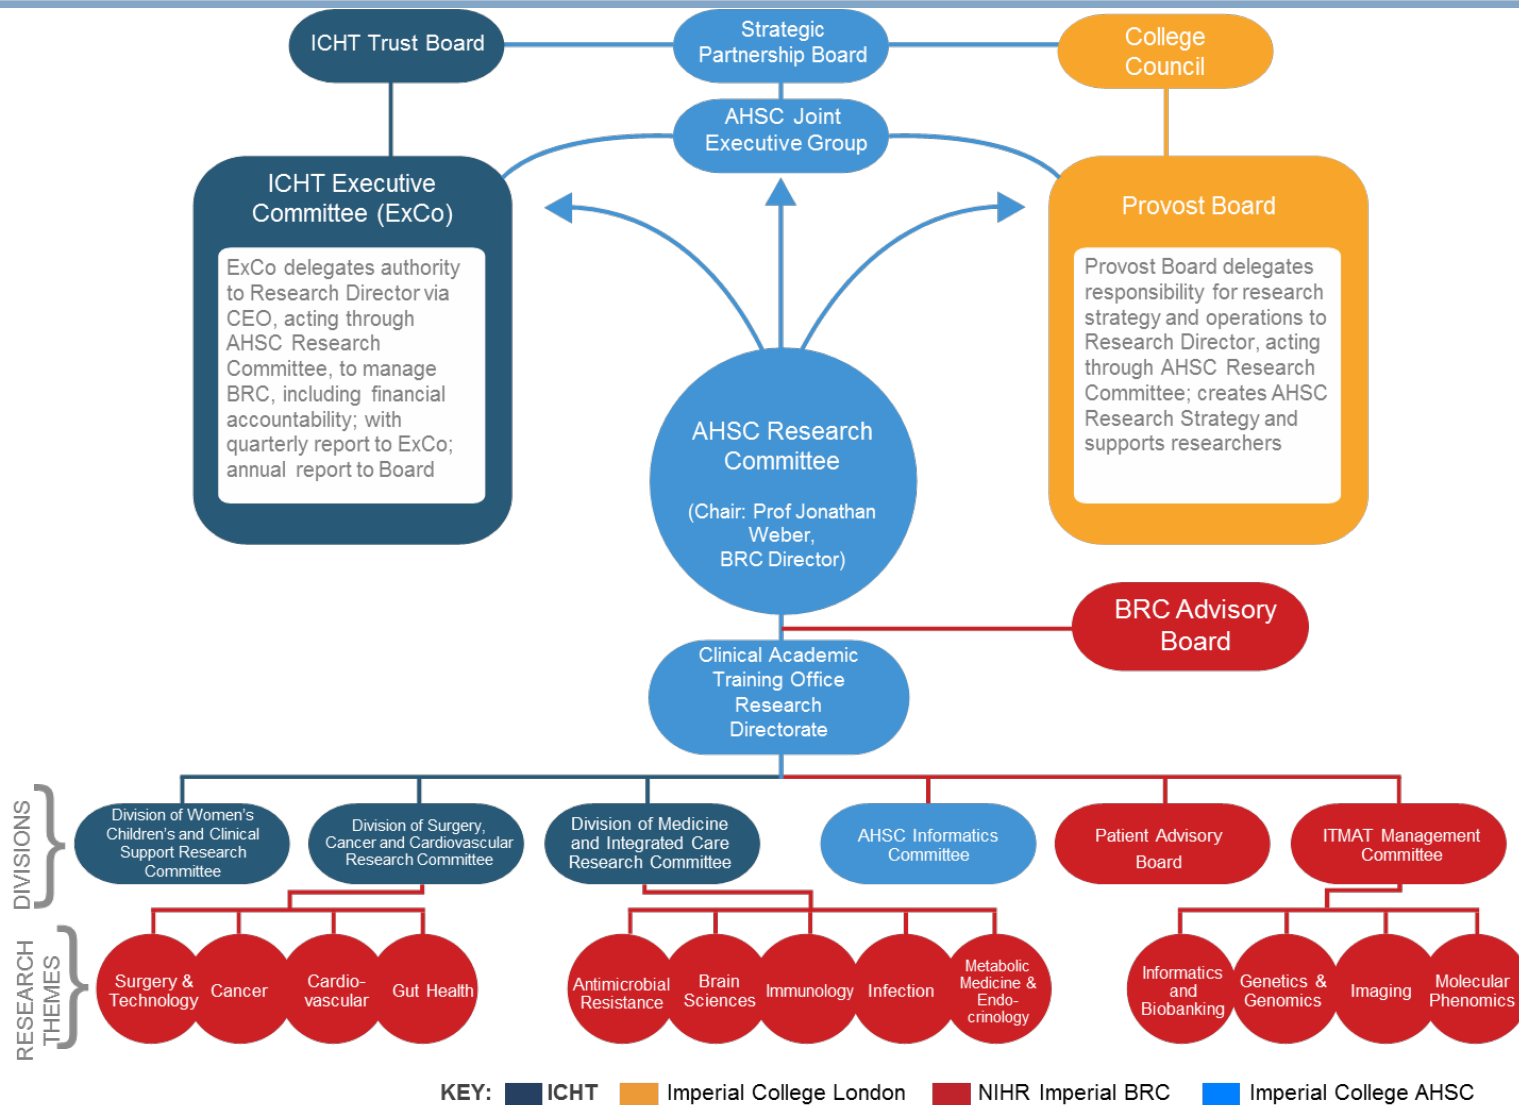 ICHT Trust Board
Strategic
Partnership Board
College
Council
AHSC Joint
Executive Group
ICHT Executive
Committee (ExCo)
ExCo delegates authority
to Research Director via
CEO, acting through
AHSC Research
Committee, to manage
BRC, including financial
accountability; with
quarterly report to ExCo;
annual report to Board
Provost Board
Provost Board delegates
responsibility for research
strategy and operations to
Research Director, acting
through AHSC Research
Committee; creates AHSC
Research Strategy and
supports researchers
AHSC Research
Committee
(Chair: Prof Jonathan
Weber,
BRC Director)
BRC Advisory
Board
Clinical Academic
Training Office
Research
Directorate
DIVISIONS
Division of Women's
Children's and Clinical
Support Research
Committee
Division of Surgery,
Cancer and Cardiovascular
Research Committee
Division of Medicine
and Integrated Care
Research Committee
AHSC Informatics
Committee
Patient Advisory
Board
ITMAT Management
Committee
RESEARCH
THEMES
Surgery &
Technology
Cancer
Cardio-
vascular
Gut Health
Antimicrobial
Resistance
Brain
Sciences
Immunology
Infection
Metabolic
Medicine &
Endo-
crinology
Informatics
and
Biobanking
Genetics &
Genomics
Imaging
Molecular
Phenomics
KEY: ICHT Imperial College London NIHR Imperial BRC Imperial College AHSC